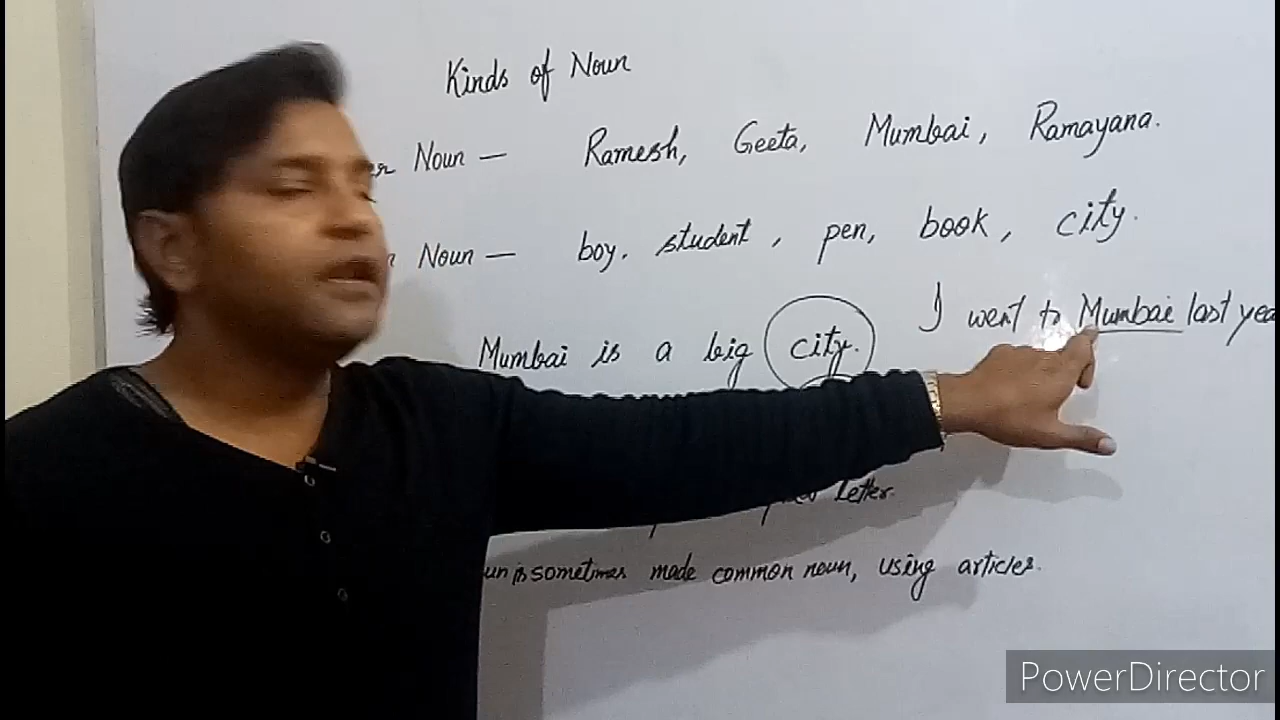 Kinds of Noun
Noun — Ramesh, Geeta, Mumbai, Ramayana.
Noun — boy, student, pen, book, city.
I went to Mumbai last yea
Mumbai is a big city.
letter.
is sometimes made common noun, using articles.
PowerDirector